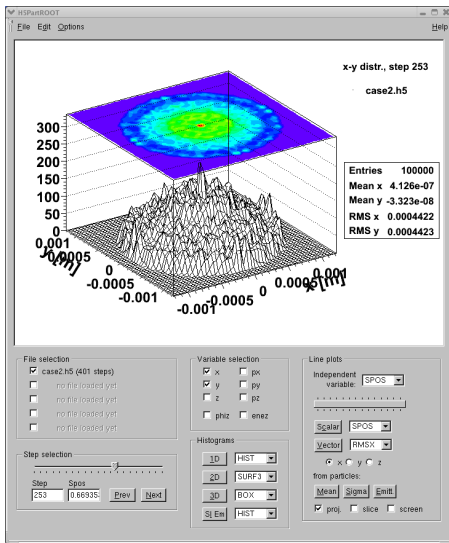 H5PartROOT
File Edit Options Help
x-y distr., step 253
case2.h5
300
250
200
150
100
50
0
0.001
0.0005
0
-0.0005
-0.001
y [m]
-0.001
-0.0005
0
0.0005
0.001
x [m]
Entries 100000
Mean x 4.126e-07
Mean y -3.323e-08
RMS x 0.0004422
RMS y 0.0004423
File selection
case2.h5 (401 steps)
no file loaded yet
no file loaded yet
no file loaded yet
no file loaded yet
Step selection
Step Spos
253 0.669353 Prev Next
Variable selection
x px
y py
z pz
phiz enez
Histograms
1D HIST
2D SURF3
3D BOX
Sl Em HIST
Line plots
Independent
variable: SPOS
Scalar SPOS
Vector RMSX
x y z
from particles:
Mean Sigma Emitt
proj. slice screen